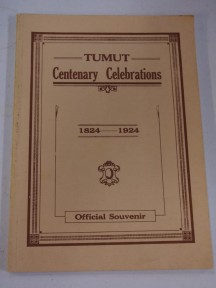 TUMUT
Centenary Celebrations
1824 — 1924
Official Souvenir